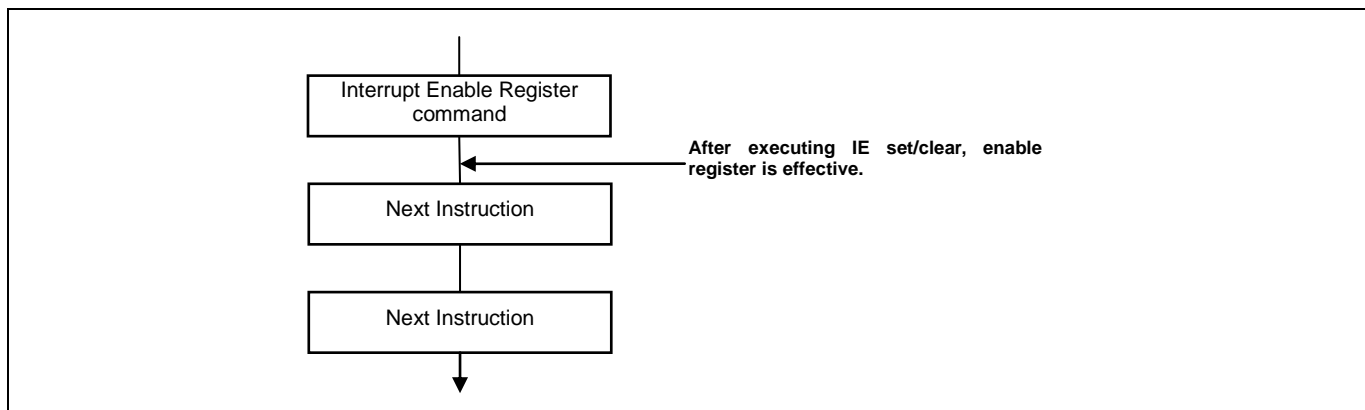 Interrupt Enable Register
command
After executing IE set/clear, enable
register is effective.
Next Instruction
Next Instruction